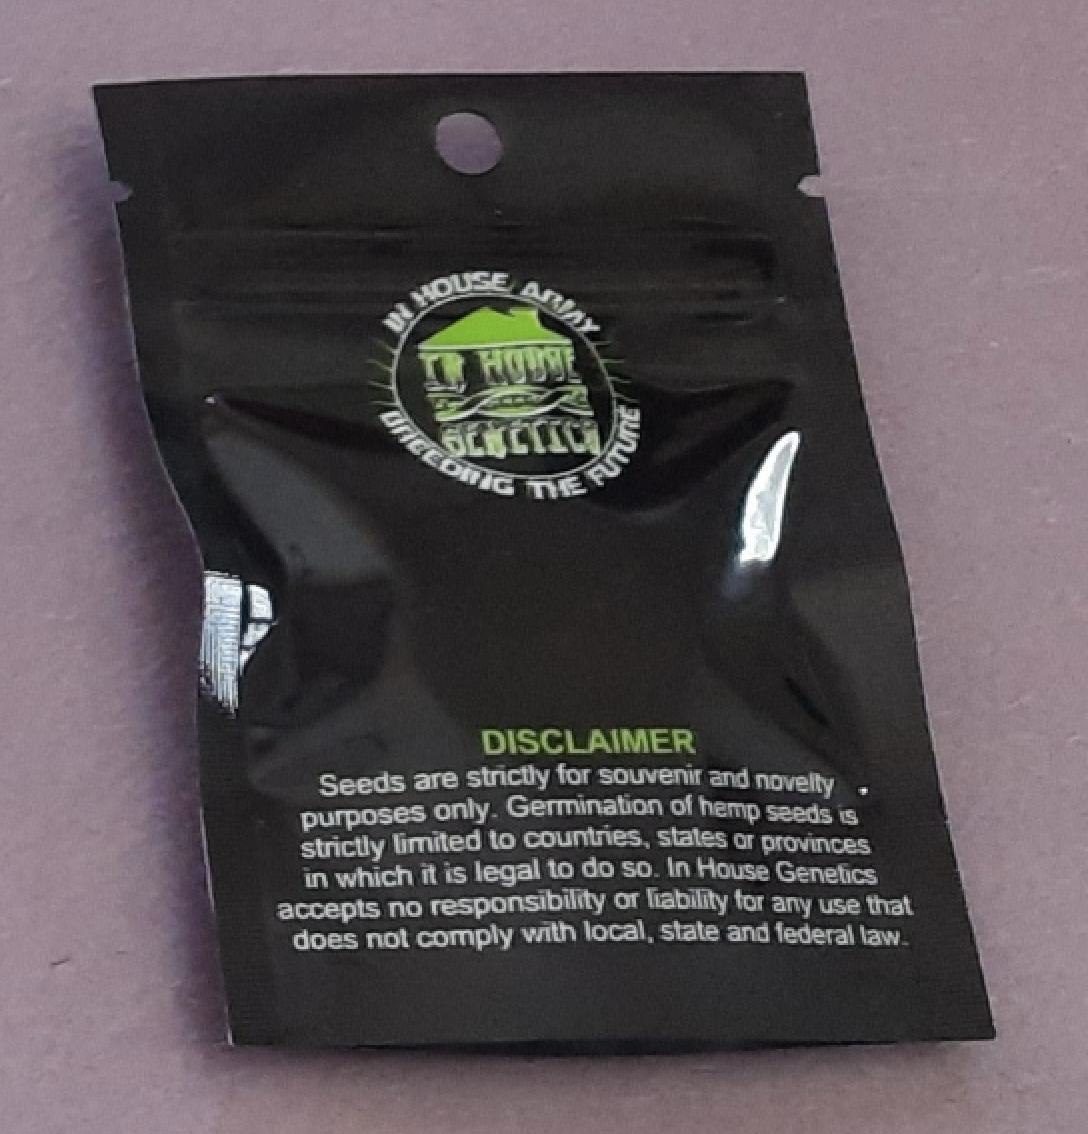 IN HOUSE ARMY
IN HOUSE
GENETICS
BREEDING THE FUTURE
DISCLAIMER
Seeds are strictly for souvenir and novelty
purposes only. Germination of hemp seeds is
strictly limited to countries, states or provinces
in which it is legal to do so. In House Genetics
accepts no responsibility or liability for any use that
does not comply with local, state and federal law.